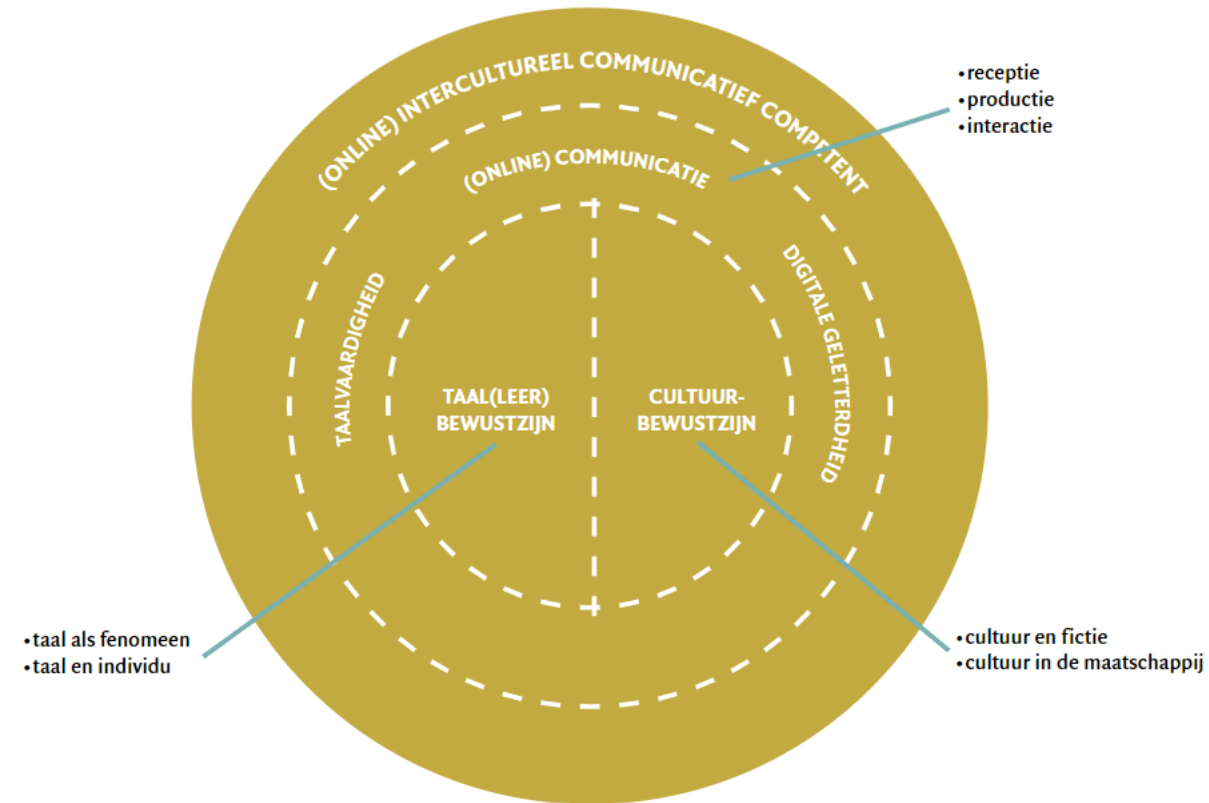 (ONLINE) INTERCULTUREEL COMMUNICATIEF COMPETENT
•receptie
•productie
•interactie
(ONLINE) COMMUNICATIE
TAALVAARDIGHEID
DIGITALE GELETTERDHEID
TAAL(LEER)
BEWUSTZIJN
CULTUUR-
BEWUSTZIJN
•taal als fenomeen
•taal en individu
•cultuur en fictie
•cultuur in de maatschappij